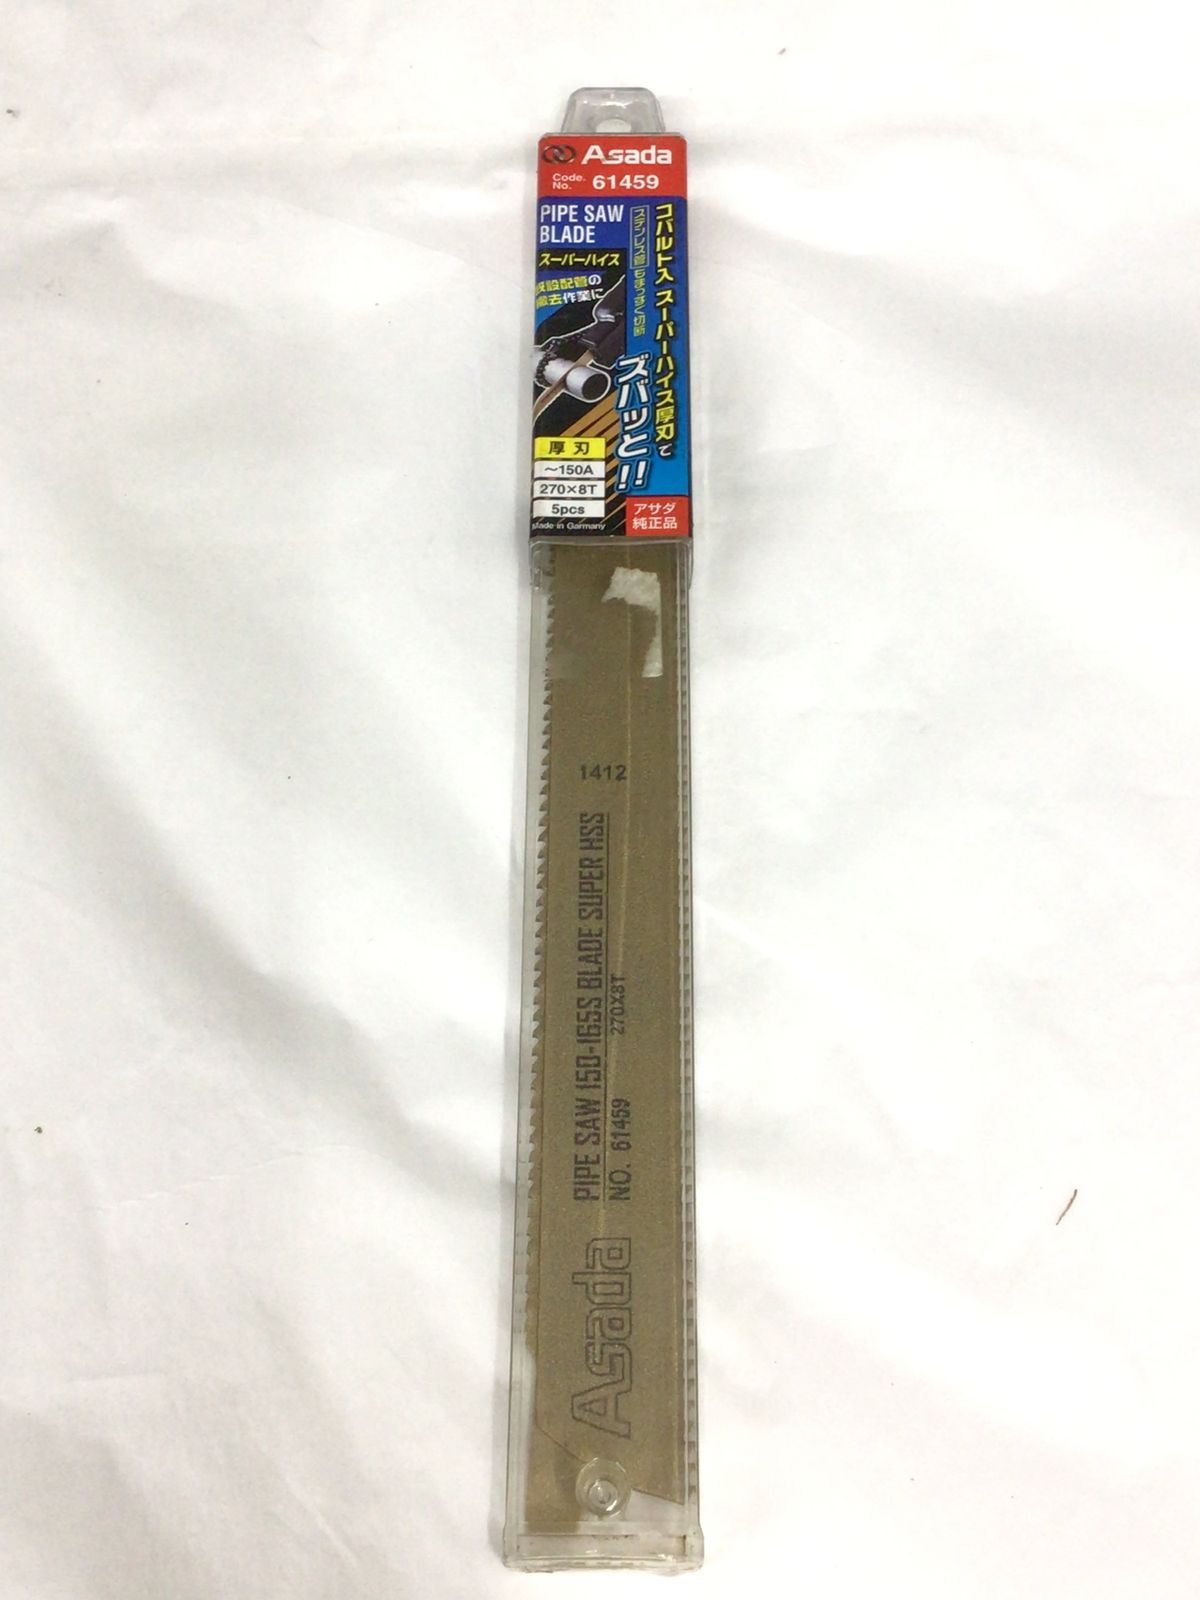 Asada
Code. No. 61459
PIPE SAW
BLADE
スーパーハイス
仮設配管の
撤去作業に
コバルト入 スーパーハイス厚刃で
ステンレス管もまっすぐ切断
ズバッと!!
厚刃
～150A
270×8T
5pcs
Made in Garmany
アサダ
純正品
1412
PIPE SAW 150-165S BLADE SUPER HSS
NO. 61459 270X8T
Asada